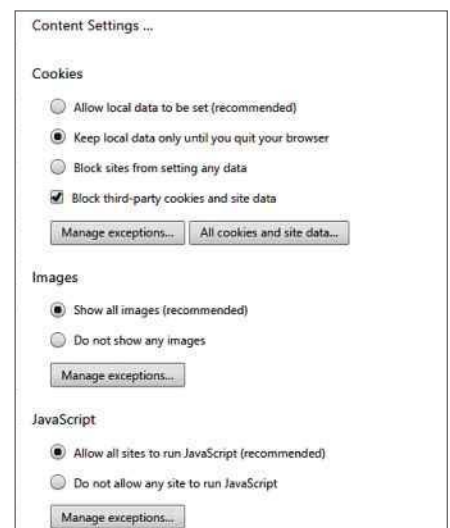 Content Settings ...
Cookies
Allow local data to be set (recommended)
Keep local data only until you quit your browser
Block sites from setting any data
Block third-party cookies and site data
Manage exceptions... All cookies and site data...
Images
Show all images (recommended)
Do not show any images
Manage exceptions...
JavaScript
Allow all sites to run JavaScript (recommended)
Do not allow any site to run JavaScript
Manage exceptions...